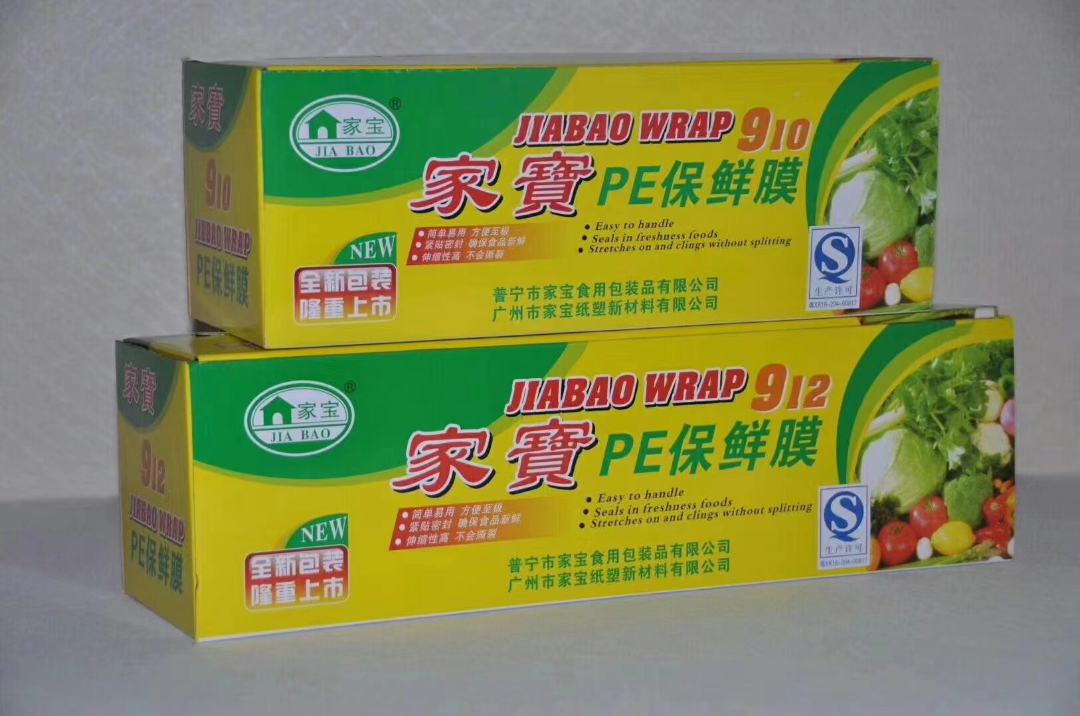 家寶
910
JIABAO WRAP
PE保鲜膜
家宝®
JIA BAO
JIABAO WRAP 910
家寶 PE保鲜膜
• 简单易用 方便至极
• 紧贴密封 确保食品新鲜
• 伸缩性高 不会撕裂
• Easy to handle
• Seals in freshness foods
• Stretches on and clings without splitting
NEW
全新包装
隆重上市
普宁市家宝食用包装品有限公司
广州市家宝纸塑新材料有限公司
S
生产许可
家寶
912
JIABAO WRAP
PE保鲜膜
家宝®
JIA BAO
JIABAO WRAP 912
家寶 PE保鲜膜
• 简单易用 方便至极
• 紧贴密封 确保食品新鲜
• 伸缩性高 不会撕裂
• Easy to handle
• Seals in freshness foods
• Stretches on and clings without splitting
NEW
全新包装
隆重上市
普宁市家宝食用包装品有限公司
广州市家宝纸塑新材料有限公司
S
生产许可